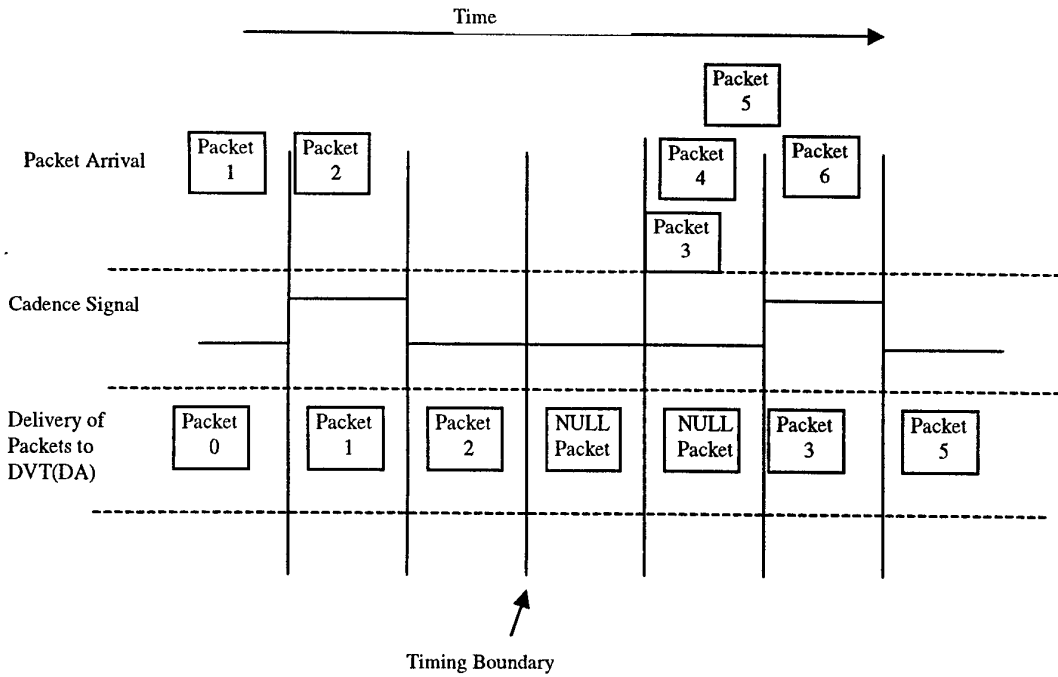 Time
Packet
5
Packet Arrival
Packet
1
Packet
2
Packet
4
Packet
6
Packet
3
Cadence Signal
Delivery of
Packets to
DVT(DA)
Packet
0
Packet
1
Packet
2
NULL
Packet
NULL
Packet
Packet
3
Packet
5
Timing Boundary